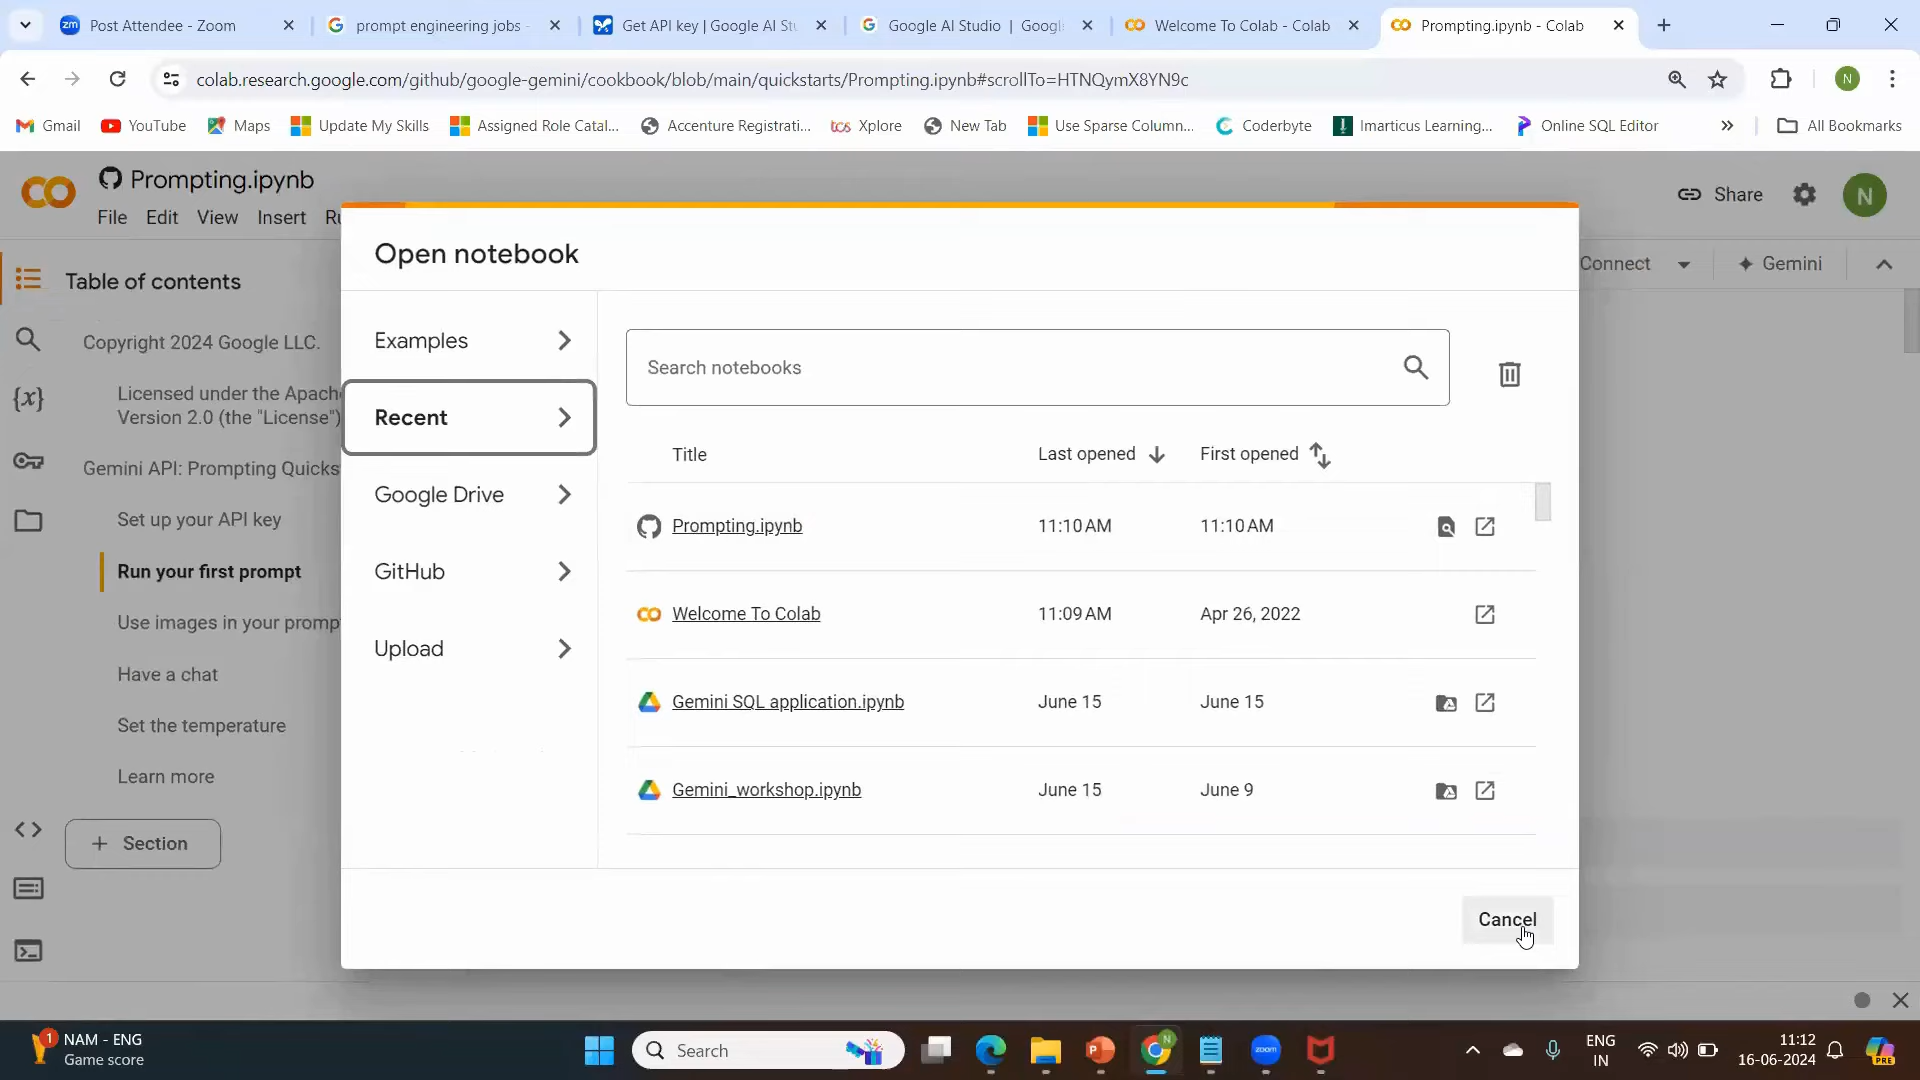 zm Post Attendee - Zoom
prompt engineering jobs -
Get API key | Google AI Stu
Google AI Studio | Googl
Welcome To Colab - Colab
Prompting.ipynb - Colab
colab.research.google.com/github/google-gemini/cookbook/blob/main/quickstarts/Prompting.ipynb#scrollTo=HTNQymX8YN9c
N
Gmail
YouTube
Maps
Update My Skills
Assigned Role Catal...
Accenture Registrati...
tcs Xplore
New Tab
Use Sparse Column...
Coderbyte
Imarticus Learning...
Online SQL Editor
All Bookmarks
Prompting.ipynb
File Edit View Insert Ru
Share
N
Connect
Gemini
Table of contents
Copyright 2024 Google LLC.
Licensed under the Apache
Version 2.0 (the "License")
Gemini API: Prompting Quicks
Set up your API key
Run your first prompt
Use images in your promp
Have a chat
Set the temperature
Learn more
+ Section
Open notebook
Examples
Recent
Google Drive
GitHub
Upload
Search notebooks
Title Last opened First opened
Prompting.ipynb 11:10 AM 11:10 AM
Welcome To Colab 11:09 AM Apr 26, 2022
Gemini SQL application.ipynb June 15 June 15
Gemini_workshop.ipynb June 15 June 9
Cancel
1
NAM - ENG
Game score
Search
N
zoom
ENG
IN
11:12
16-06-2024
PRE